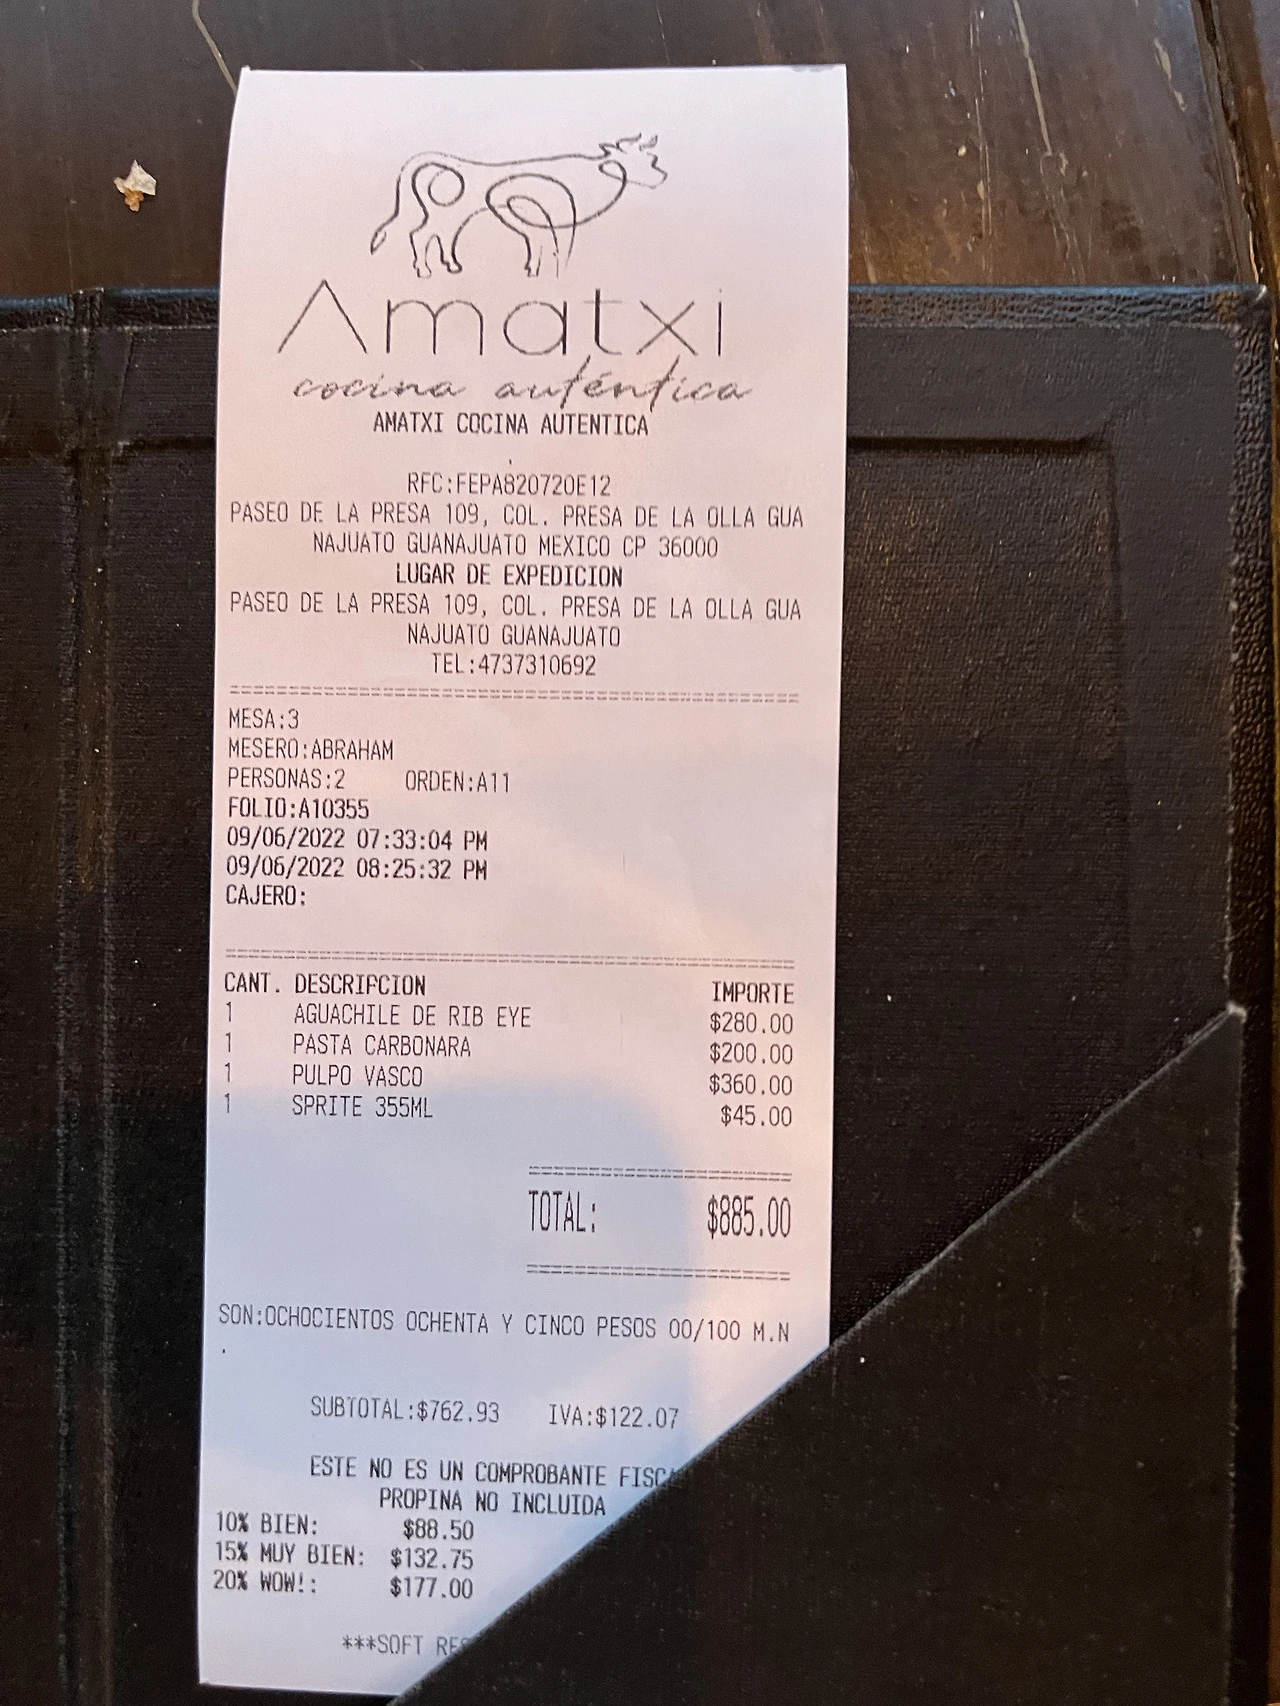 Amatxi
cocina auténtica
AMATXI COCINA AUTENTICA
.
RFC:FEPA820720E12
PASEO DE LA PRESA 109, COL. PRESA DE LA OLLA GUA
NAJUATO GUANAJUATO MEXICO CP 36000
LUGAR DE EXPEDICION
PASEO DE LA PRESA 109, COL. PRESA DE LA OLLA GUA
NAJUATO GUANAJUATO
TEL:4737310692
MESA:3
MESERO:ABRAHAM
PERSONAS:2 ORDEN:A11
FOLIO:A10355
09/06/2022 07:33:04 PM
09/06/2022 08:25:32 PM
CAJERO:
CANT. DESCRIPCION IMPORTE
1 AGUACHILE DE RIB EYE $280.00
1 PASTA CARBONARA $200.00
1 PULPO VASCO $360.00
1 SPRITE 355ML $45.00
TOTAL: $885.00
SON:OCHOCIENTOS OCHENTA Y CINCO PESOS 00/100 M.N
.
SUBTOTAL:$762.93 IVA:$122.07
ESTE NO ES UN COMPROBANTE FISCA
PROPINA NO INCLUIDA
10% BIEN: $88.50
15% MUY BIEN: $132.75
20% WOW!: $177.00
***SOFT RES